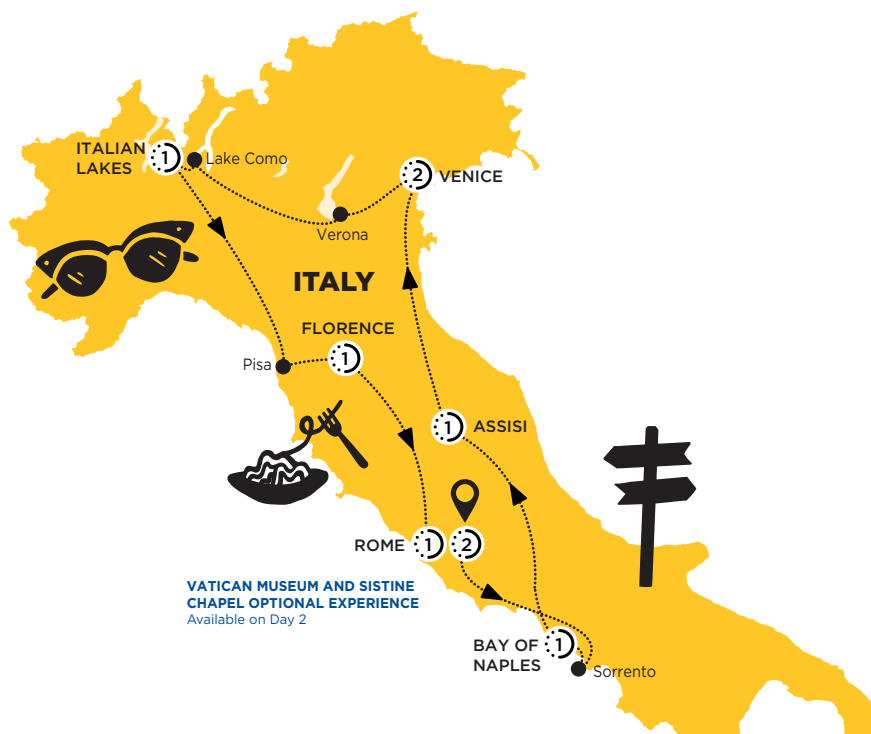 ITALIAN
LAKES
1
Lake Como
2
VENICE
Verona
ITALY
FLORENCE
Pisa
1
1
ASSISI
ROME
1
2
VATICAN MUSEUM AND SISTINE
CHAPEL OPTIONAL EXPERIENCE
Available on Day 2
BAY OF
NAPLES
1
Sorrento